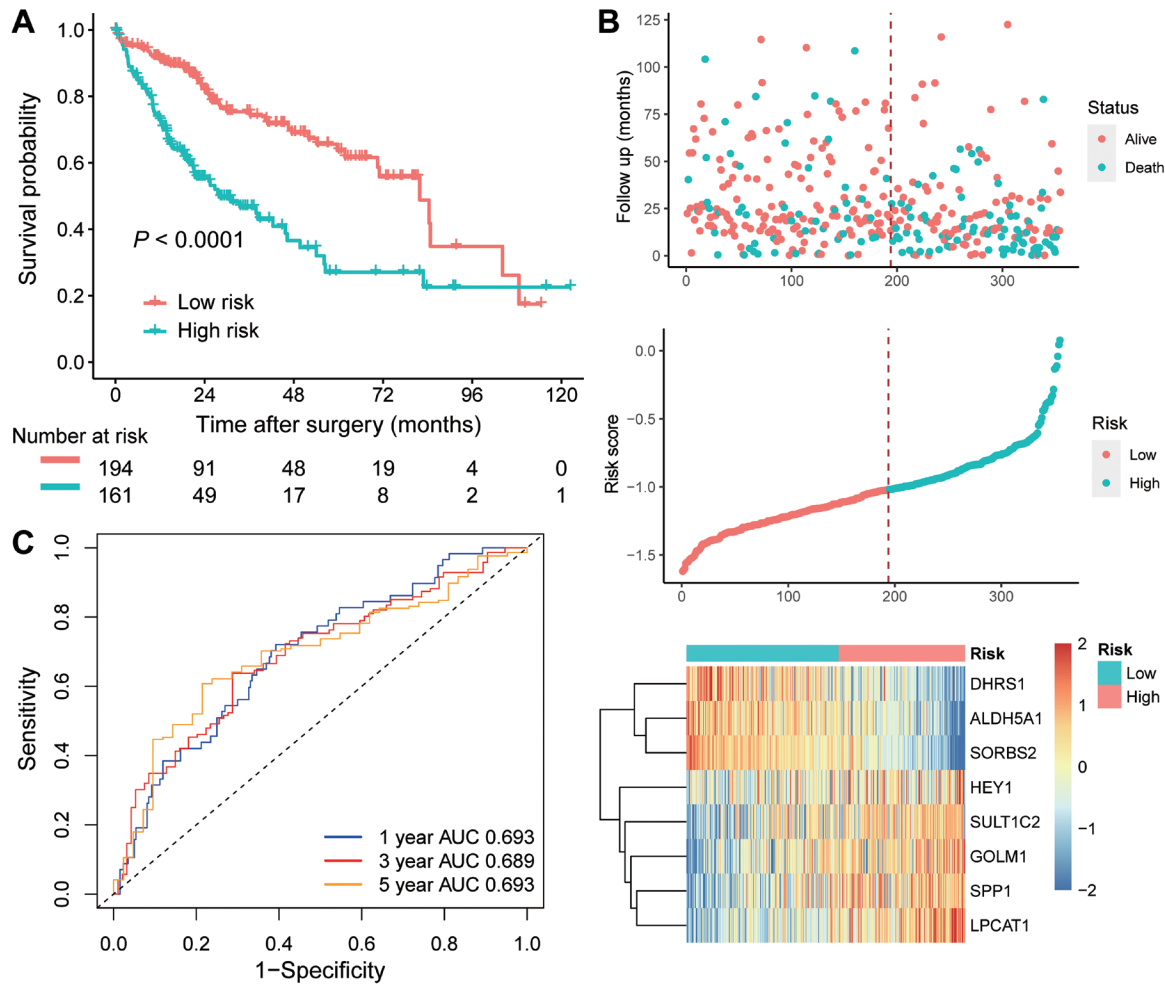 A
Survival probability
1.0
0.8
0.6
0.4
0.2
0.0
P < 0.0001
Low risk
High risk
0 24 48 72 96 120
Time after surgery (months)
Number at risk
194 91 48 19 4 0
161 49 17 8 2 1
B
Follow up (months)
125
100
75
50
25
0
0 100 200 300
Status
Alive
Death
Risk score
0.0
−0.5
−1.0
−1.5
0 100 200 300
Risk
Low
High
C
Sensitivity
1.0
0.8
0.6
0.4
0.2
0.0
1 year AUC 0.693
3 year AUC 0.689
5 year AUC 0.693
0.0 0.2 0.4 0.6 0.8 1.0
1−Specificity
Risk
DHRS1
ALDH5A1
SORBS2
HEY1
SULT1C2
GOLM1
SPP1
LPCAT1
2
1
0
−1
−2
Risk
Low
High